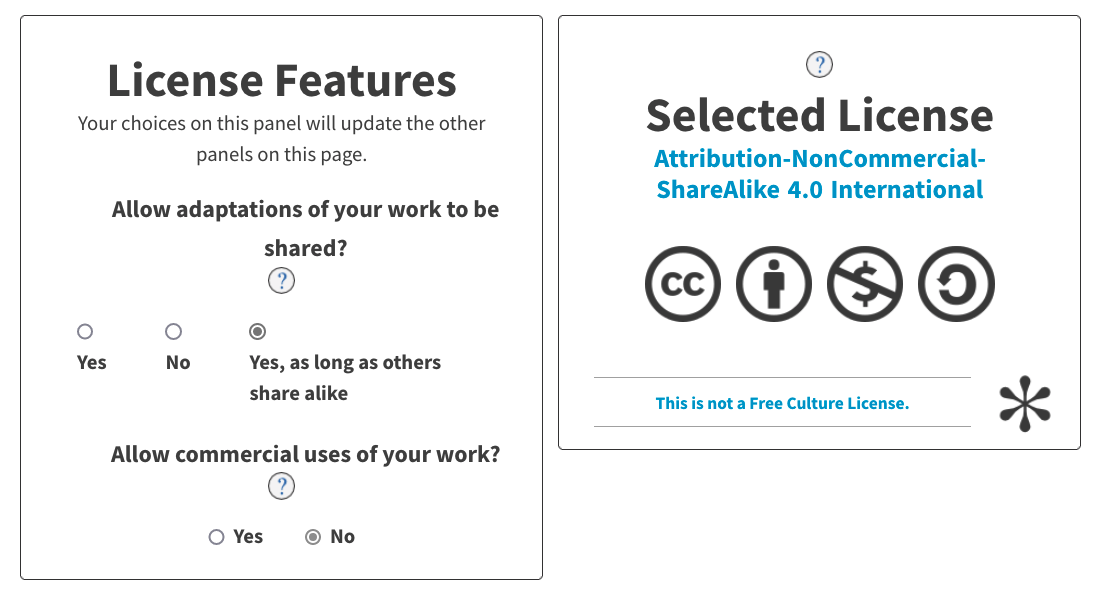 License Features
Your choices on this panel will update the other
panels on this page.
Allow adaptations of your work to be
shared?
?
Yes
No
Yes, as long as others
share alike
Allow commercial uses of your work?
?
Yes
No
?
Selected License
Attribution-NonCommercial-
ShareAlike 4.0 International
cc
$
This is not a Free Culture License.